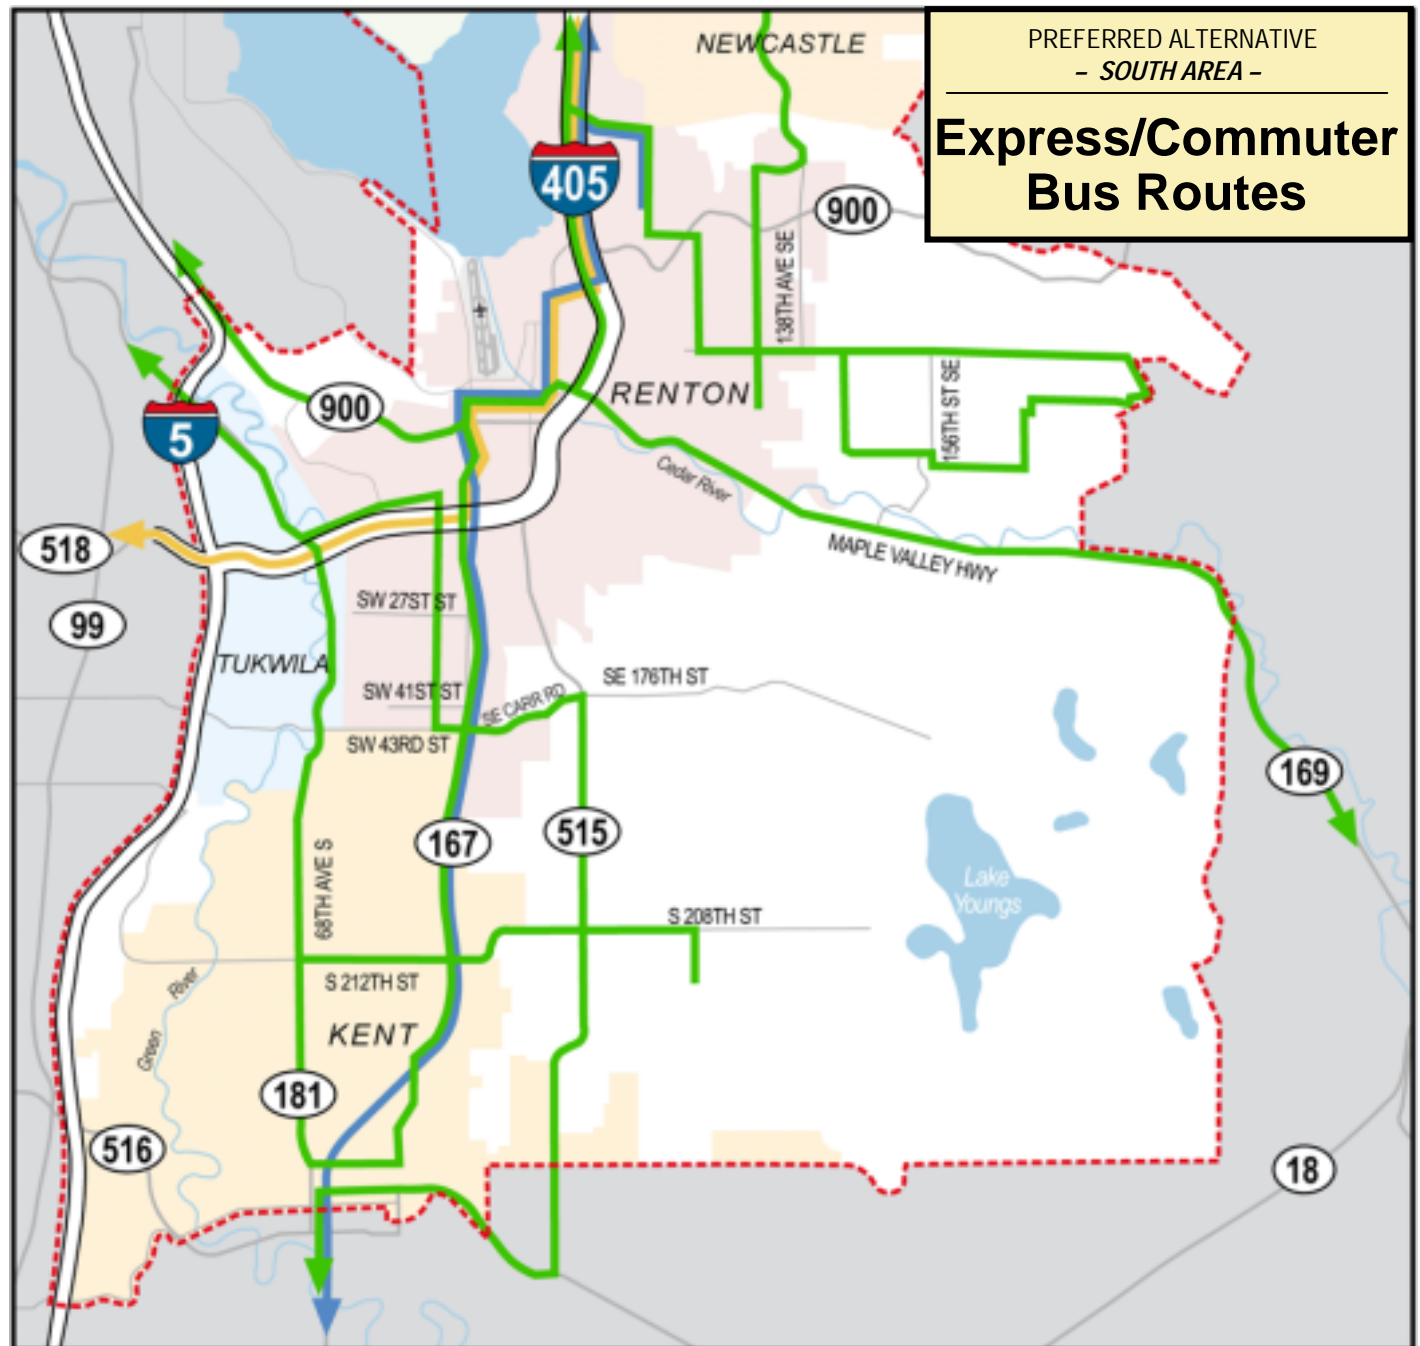 PREFERRED ALTERNATIVE
– SOUTH AREA –
Express/Commuter
Bus Routes
NEWCASTLE
405
900
138TH AVE SE
RENTON
900
156TH ST SE
5
Cedar River
518
MAPLE VALLEY HWY
99
SW 27ST ST
TUKWILA
SW 41ST ST
SE CARR RD
SE 176TH ST
SW 43RD ST
169
167
515
68TH AVE S
Lake
Youngs
S 208TH ST
S 212TH ST
Green River
KENT
181
516
18